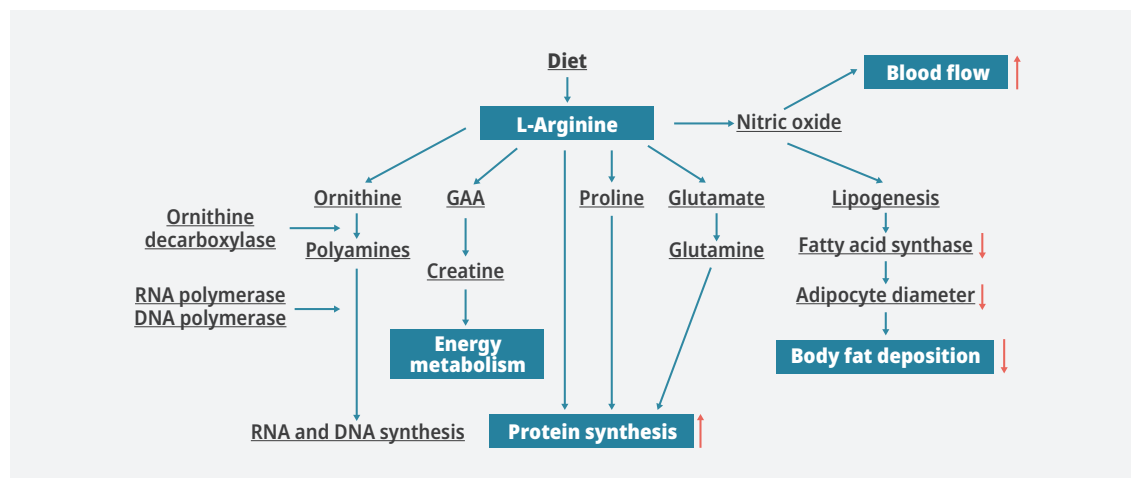 Diet
Blood flow
L-Arginine
Nitric oxide
Ornithine
GAA
Proline
Glutamate
Lipogenesis
Ornithine
decarboxylase
Polyamines
Glutamine
Fatty acid synthase
Creatine
RNA polymerase
DNA polymerase
Adipocyte diameter
Energy
metabolism
Body fat deposition
RNA and DNA synthesis
Protein synthesis